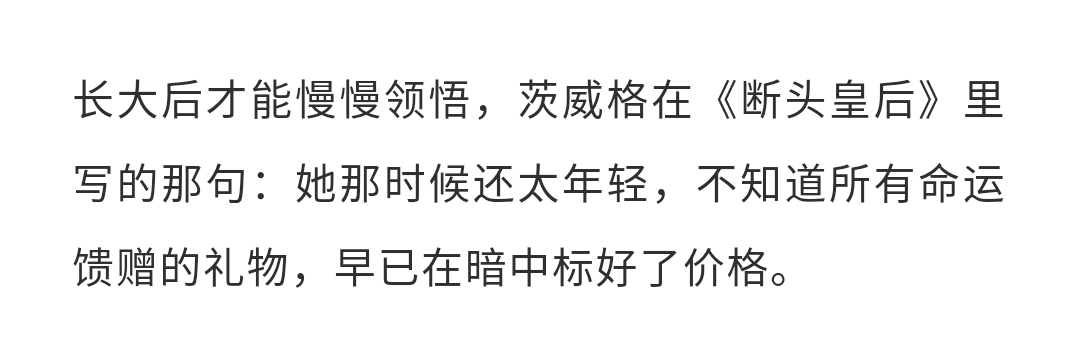 长大后才能慢慢领悟，茨威格在《断头皇后》里
写的那句：她那时候还太年轻，不知道所有命运
馈赠的礼物，早已在暗中标好了价格。